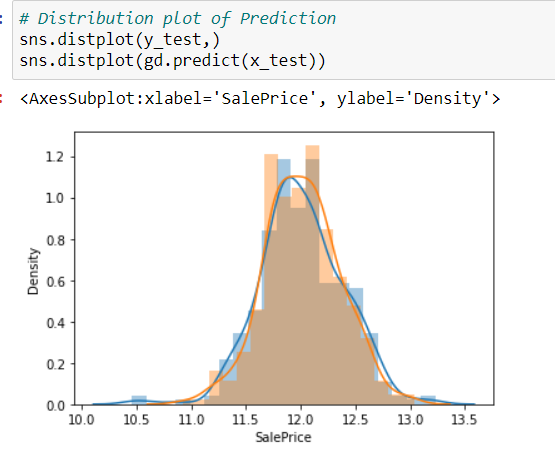 # Distribution plot of Prediction
sns.distplot(y_test,)
sns.distplot(gd.predict(x_test))
<AxesSubplot:xlabel='SalePrice', ylabel='Density'>
1.2
1.0
0.8
0.6
0.4
0.2
0.0
Density
10.0 10.5 11.0 11.5 12.0 12.5 13.0 13.5
SalePrice